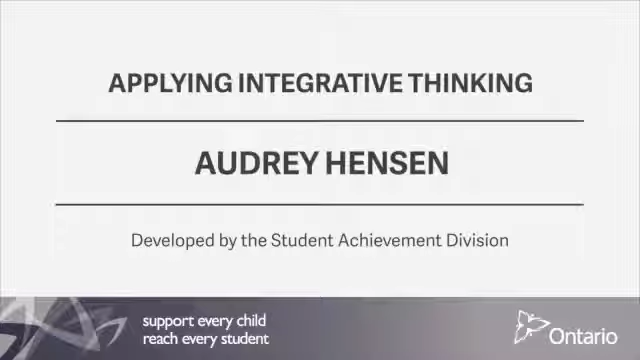 APPLYING INTEGRATIVE THINKING
AUDREY HENSEN
Developed by the Student Achievement Division
support every child
reach every student
Ontario